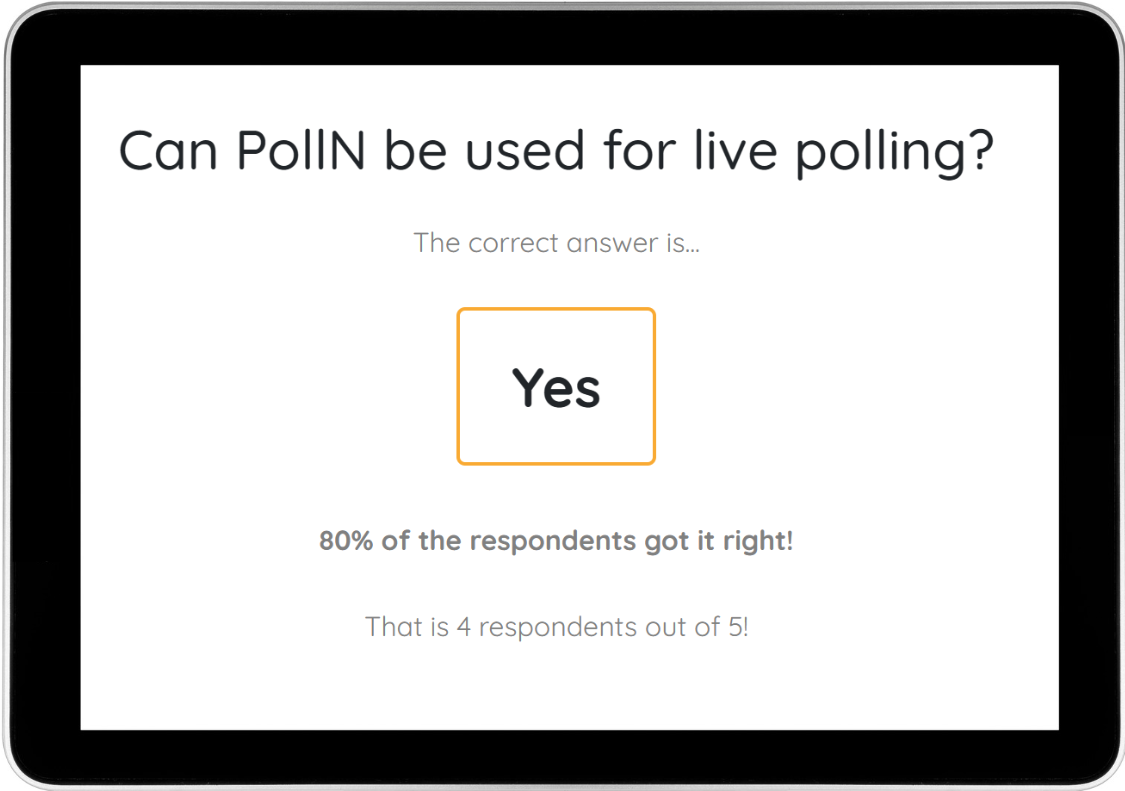 Can PollN be used for live polling?
The correct answer is...
Yes
80% of the respondents got it right!
That is 4 respondents out of 5!